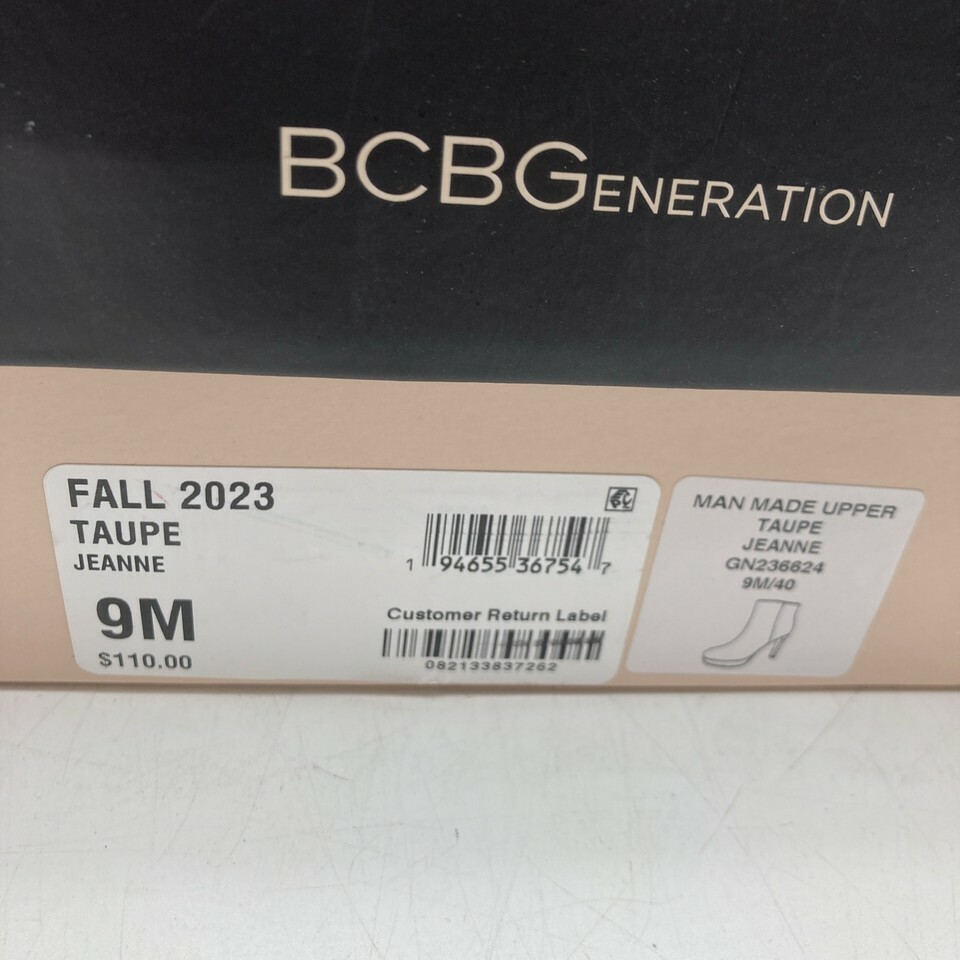 BCBGENERATION
FALL 2023
TAUPE
JEANNE
9M
$110.00
1 94655 36754 7
Customer Return Label
082133837262
MAN MADE UPPER
TAUPE
JEANNE
GN236624
9M/40